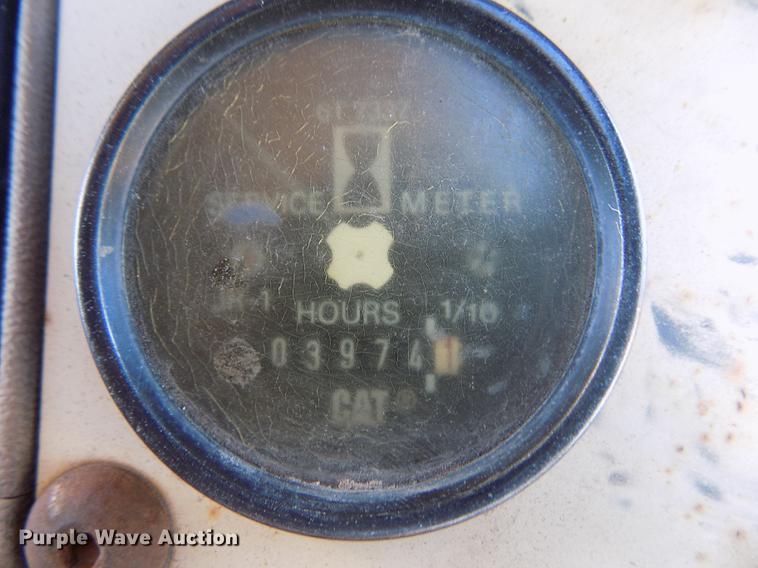 SERVICE METER
HOURS 1/10
03974
CAT®
Purple Wave Auction